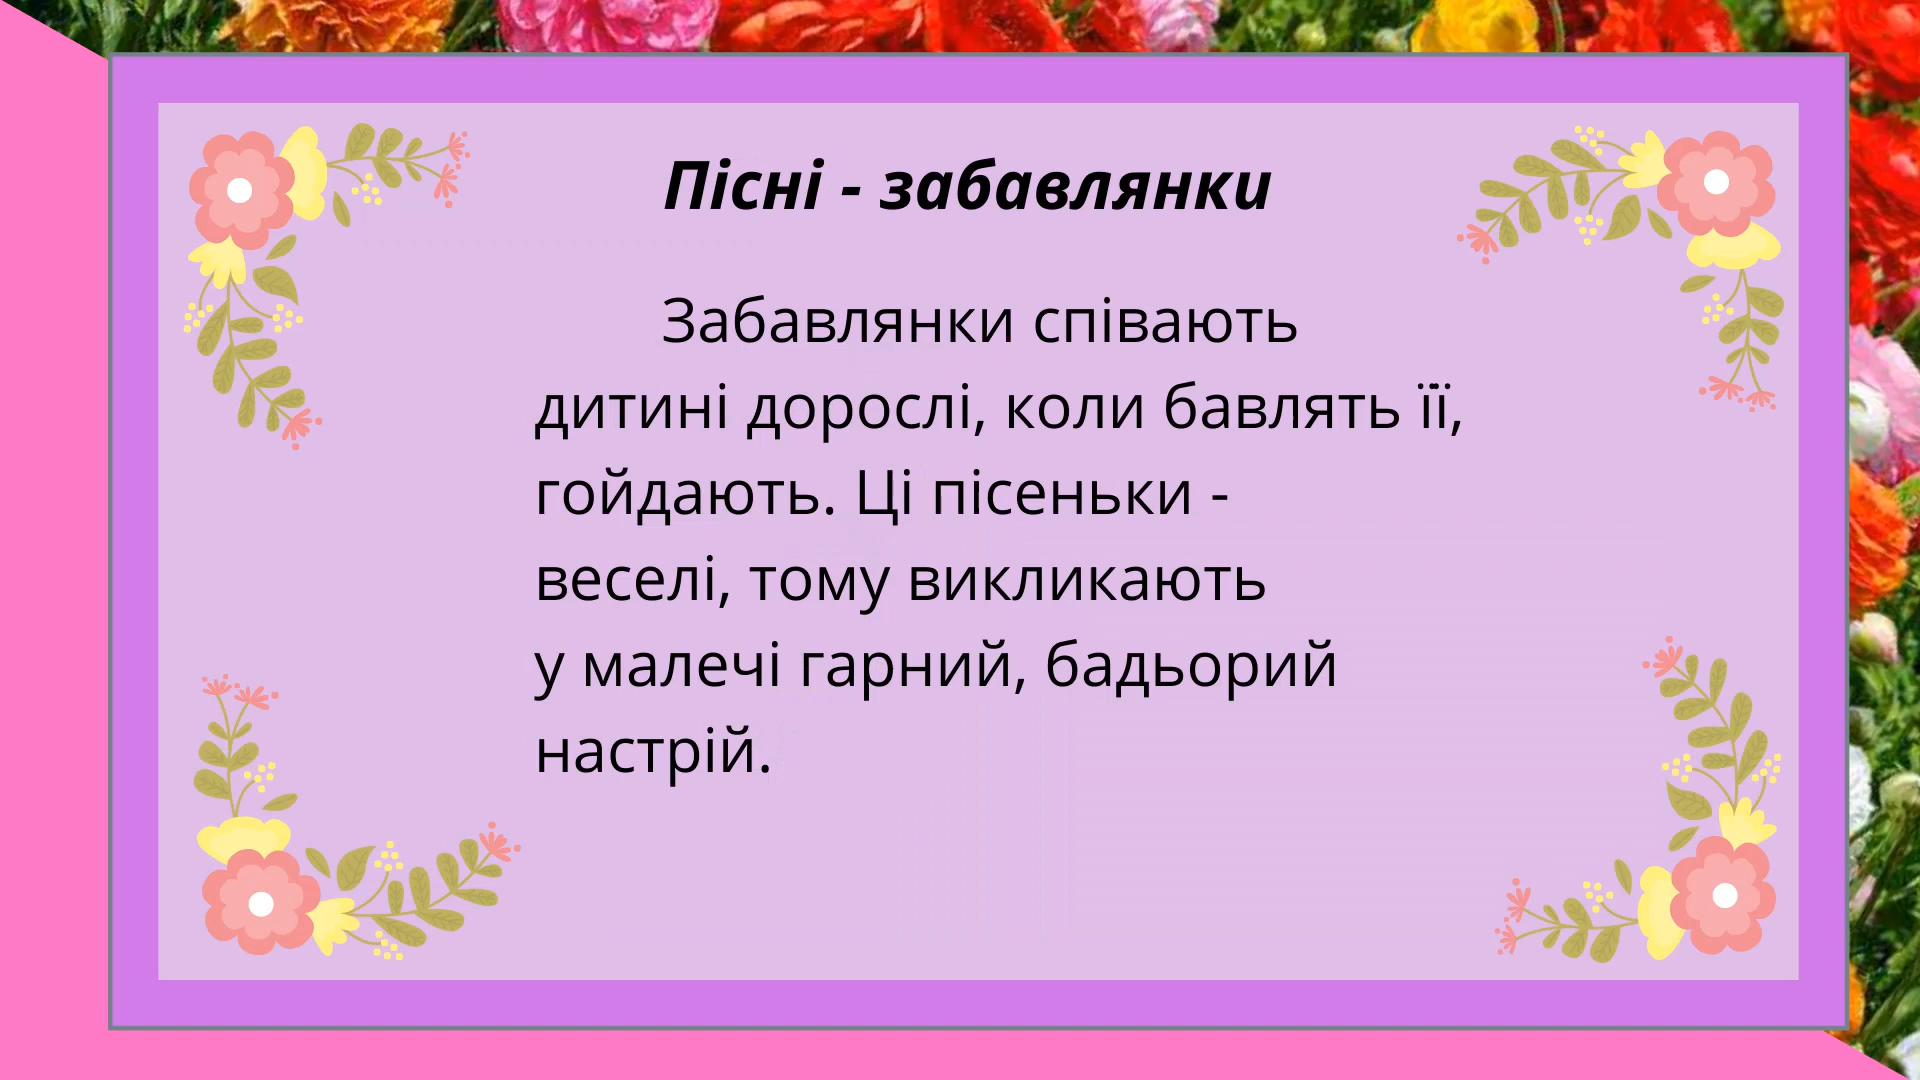 Пісні - забавлянки
Забавлянки співають
дитині дорослі, коли бавлять її,
гойдають. Ці пісеньки -
веселі, тому викликають
у малечі гарний, бадьорий
настрій.